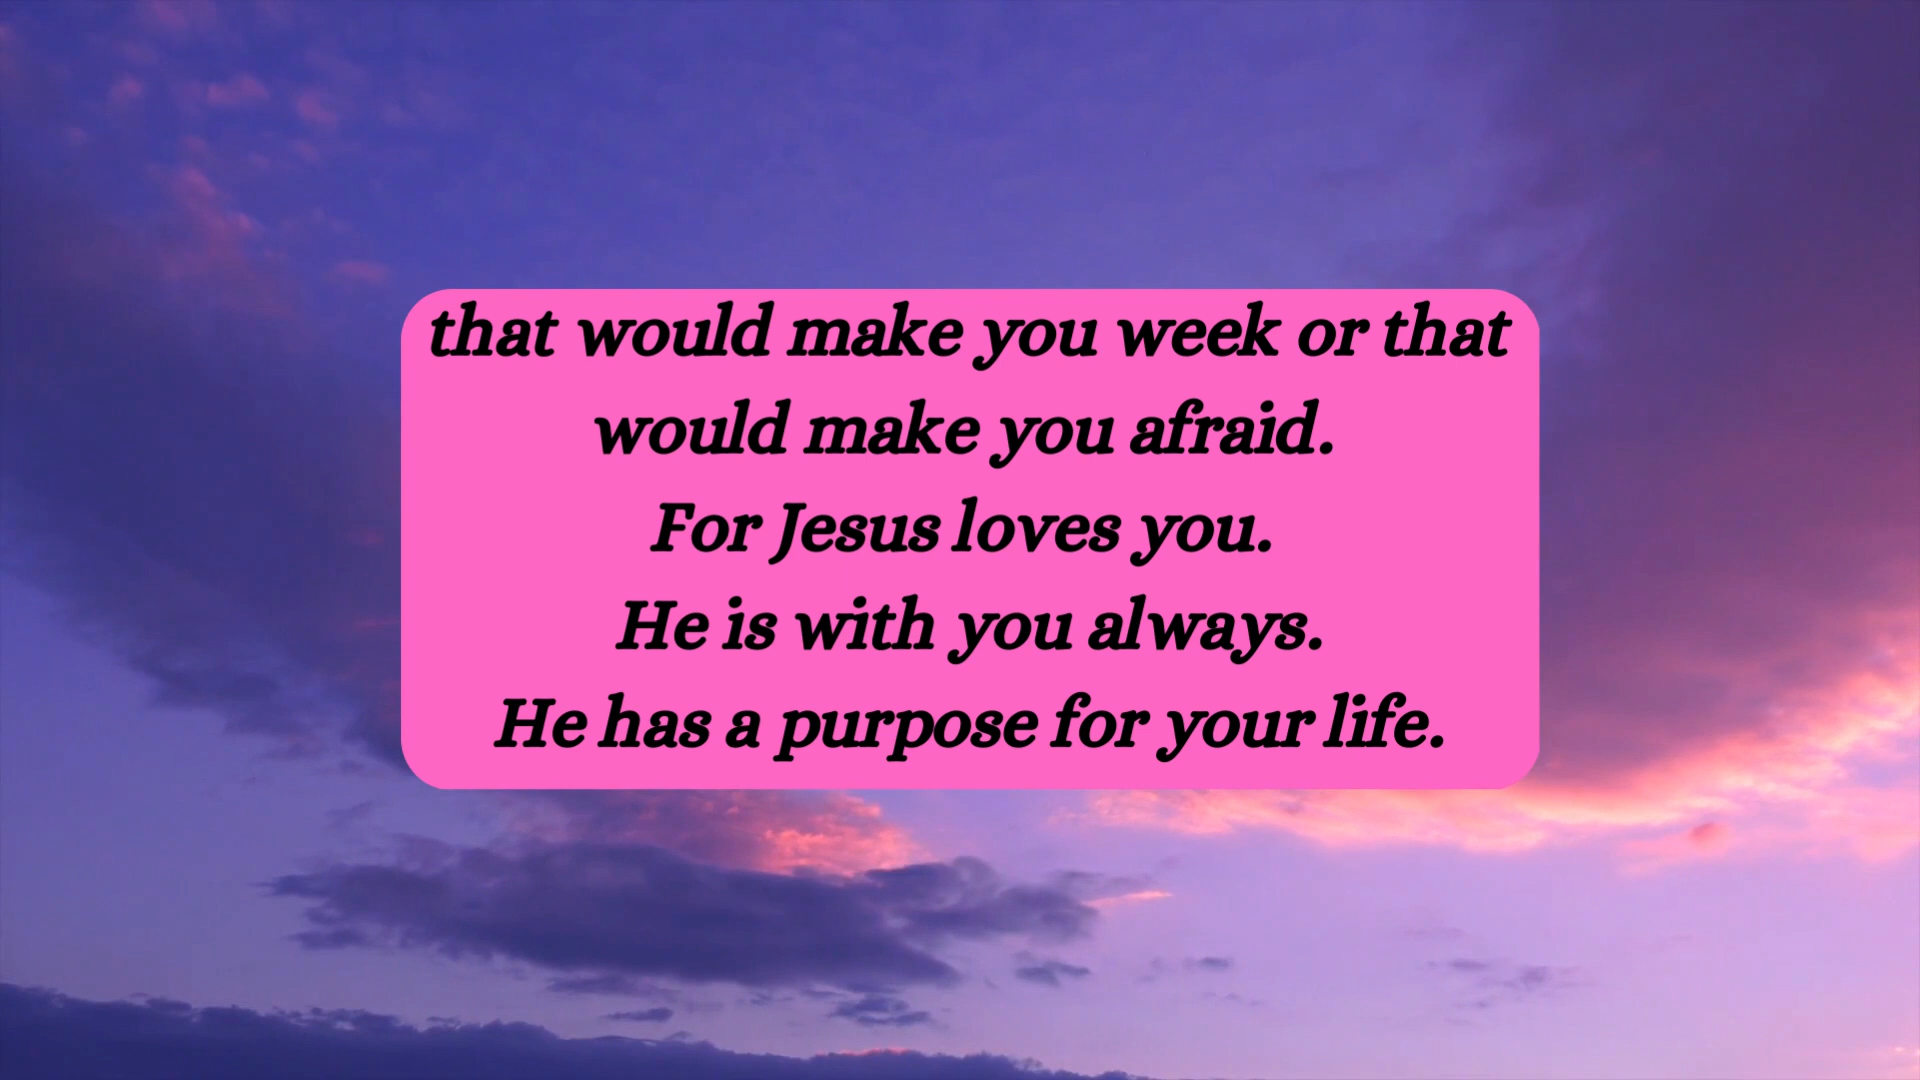 that would make you week or that
would make you afraid.
For Jesus loves you.
He is with you always.
He has a purpose for your life.